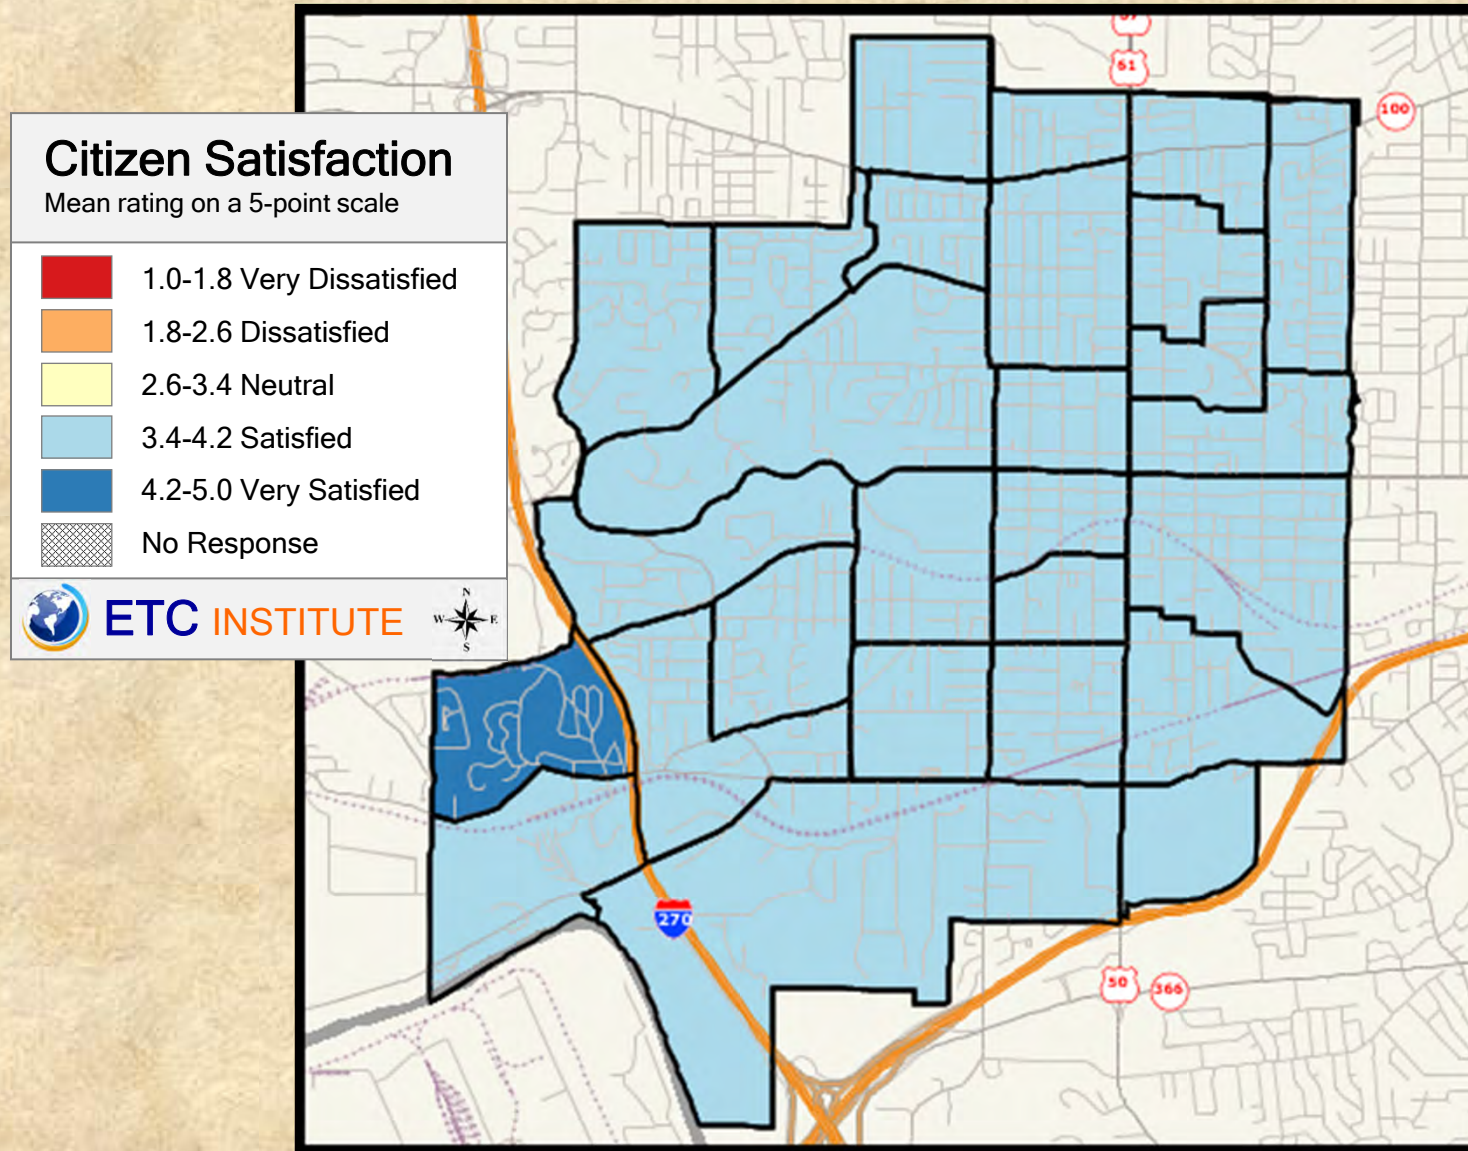 Citizen Satisfaction
Mean rating on a 5-point scale
1.0-1.8 Very Dissatisfied
1.8-2.6 Dissatisfied
2.6-3.4 Neutral
3.4-4.2 Satisfied
4.2-5.0 Very Satisfied
No Response
ETC INSTITUTE
N
W E
S
61
100
270
50
366